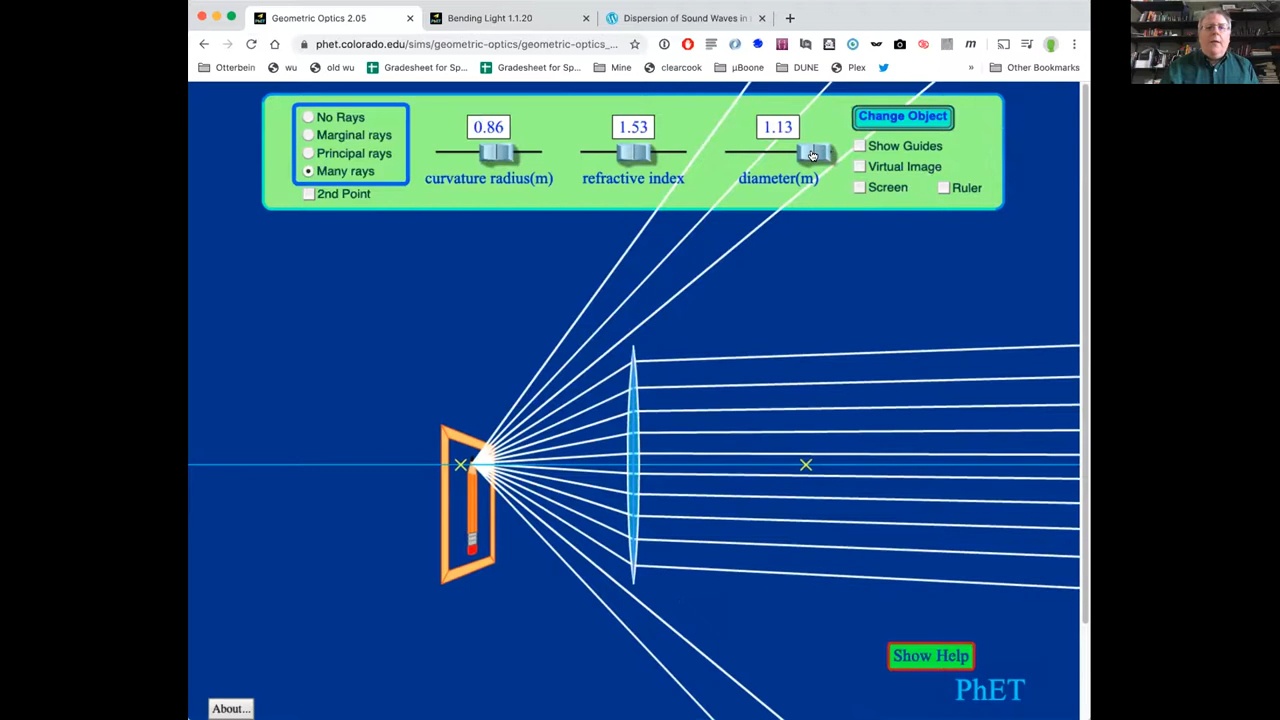 Geometric Optics 2.05
Bending Light 1.1.20
Dispersion of Sound Waves in
phet.colorado.edu/sims/geometric-optics/geometric-optics_...
Otterbein
wu
old wu
Gradesheet for Sp...
Gradesheet for Sp...
Mine
clearcook
µBoone
DUNE
Plex
»
Other Bookmarks
No Rays
Marginal rays
Principal rays
Many rays
2nd Point
0.86
curvature radius(m)
1.53
refractive index
1.13
diameter(m)
Change Object
Show Guides
Virtual Image
Screen
Ruler
Show Help
PhET
About...